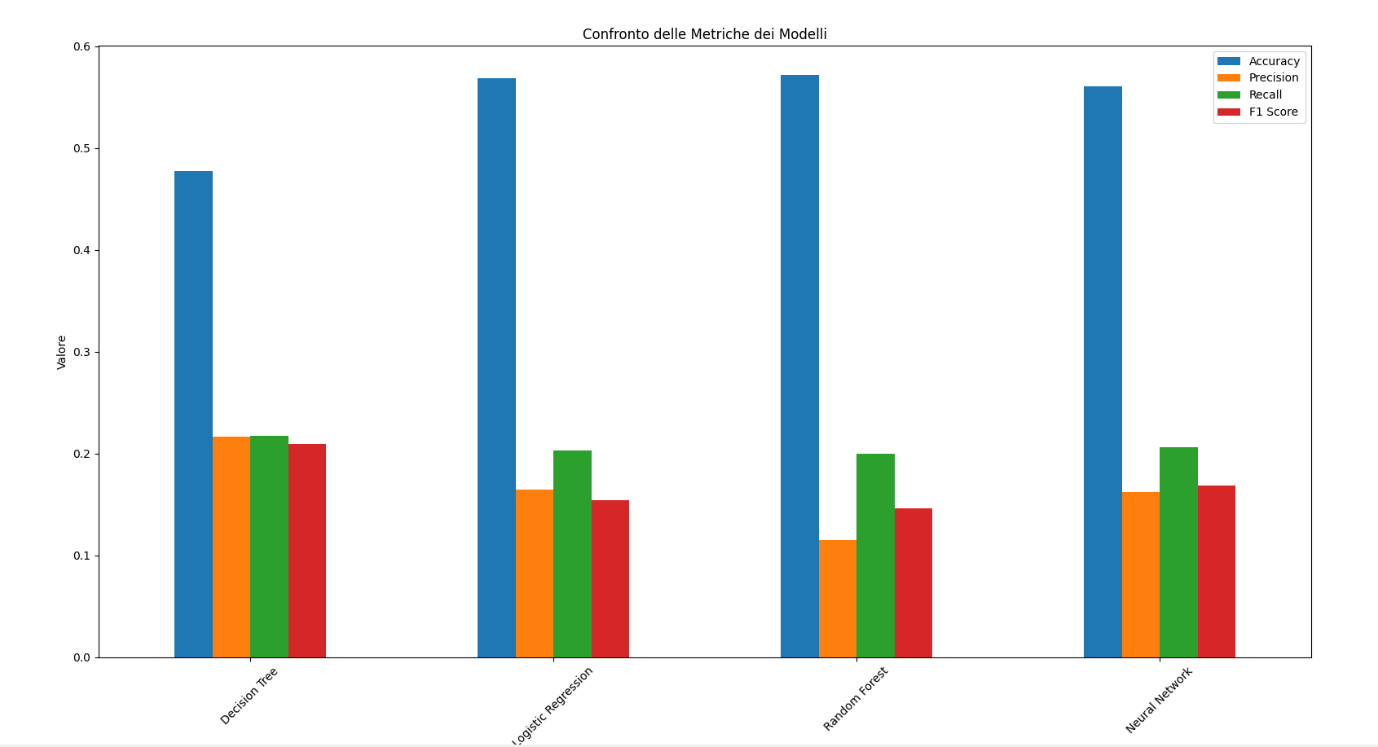 Confronto delle Metriche dei Modelli
Accuracy
Precision
Recall
F1 Score
Valore
0.6
0.5
0.4
0.3
0.2
0.1
0.0
Decision Tree
Logistic Regression
Random Forest
Neural Network